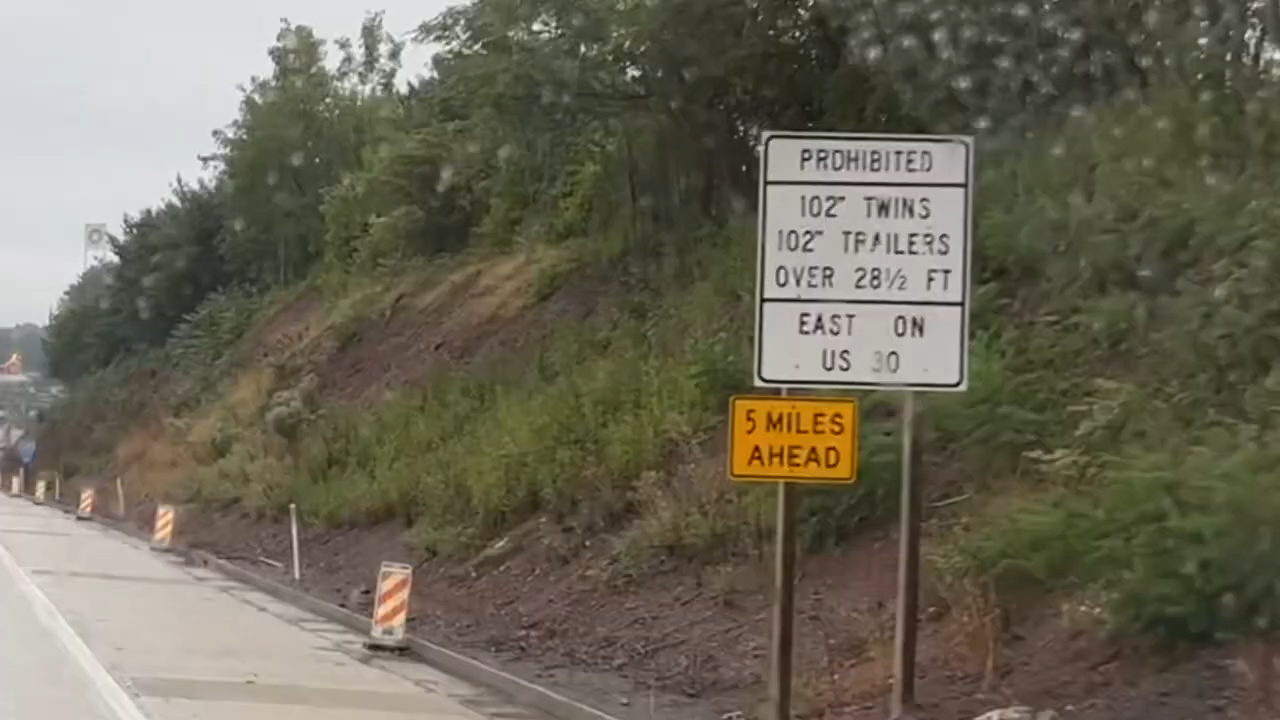 PROHIBITED
102" TWINS
102" TRAILERS
OVER 28½ FT
EAST ON
US 30
5 MILES
AHEAD